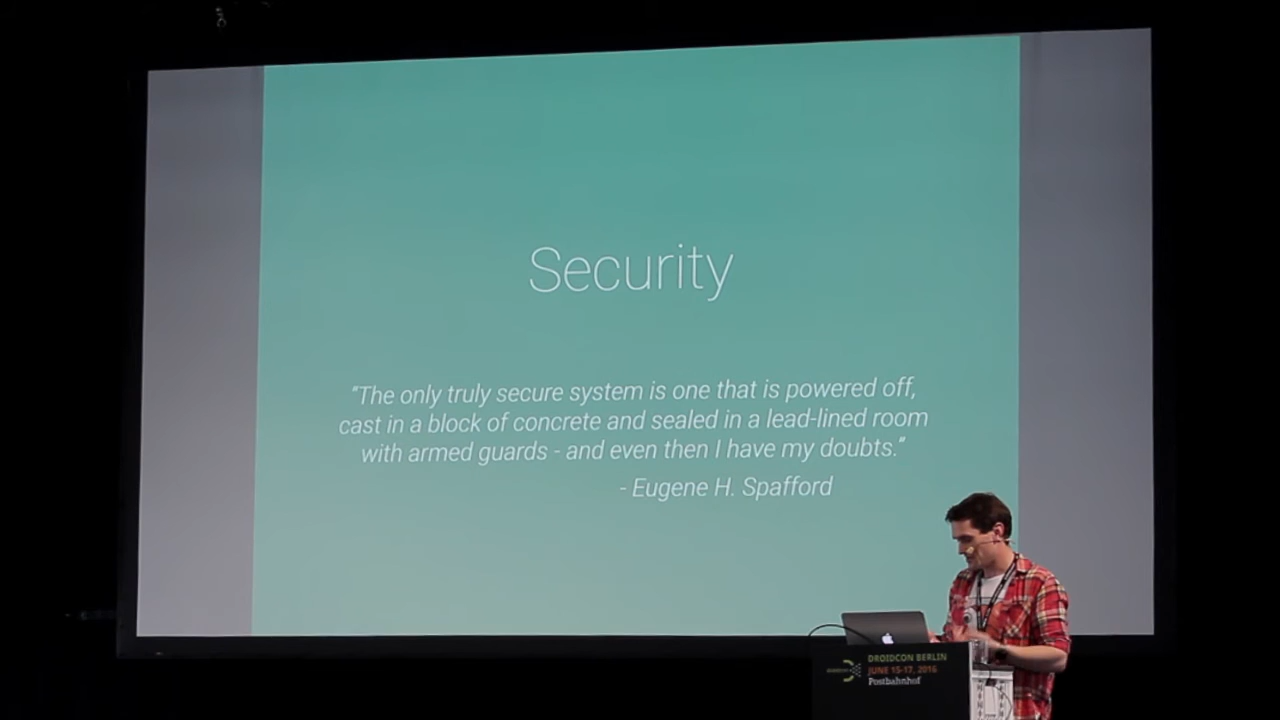 Security
“The only truly secure system is one that is powered off,
cast in a block of concrete and sealed in a lead-lined room
with armed guards - and even then I have my doubts.”
- Eugene H. Spafford
DROIDCON BERLIN
JUNE 15-17, 2016
Postbahnhof